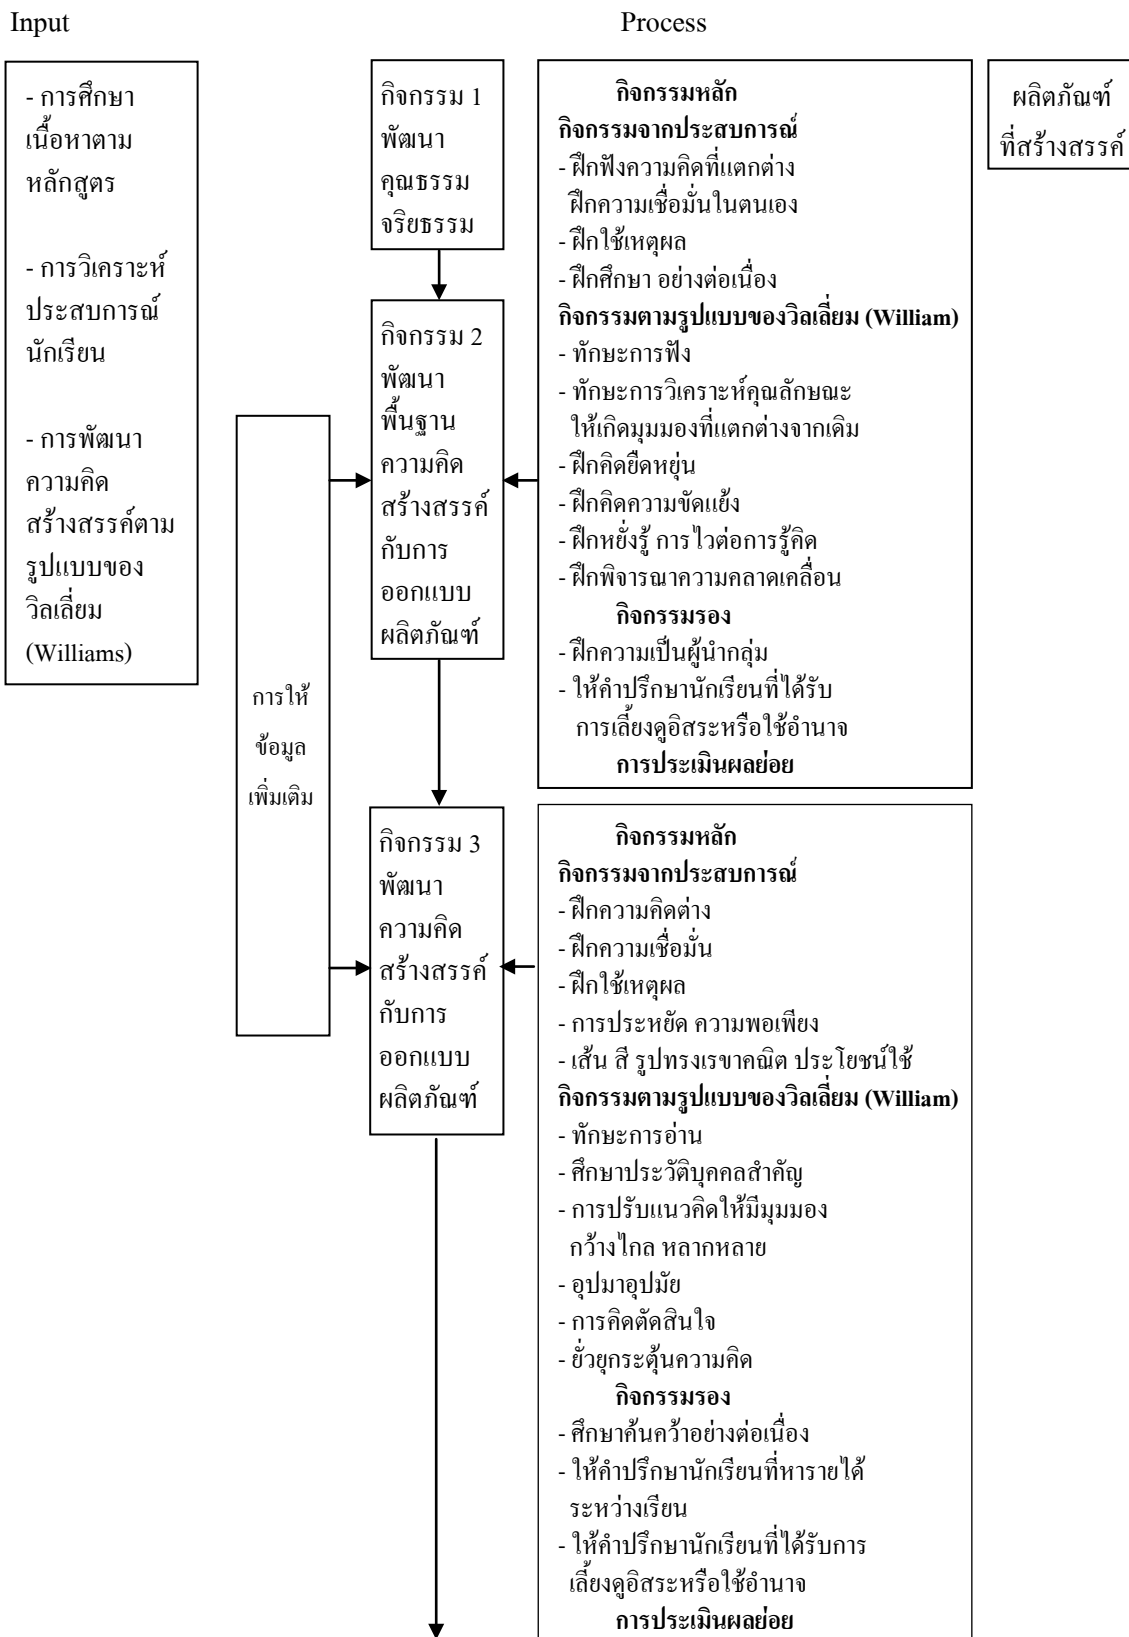 Input
Process
- การศึกษา
เนื้อหาตาม
หลักสูตร
- การวิเคราะห์
ประสบการณ์
นักเรียน
- การพัฒนา
ความคิด
สร้างสรรค์ตาม
รูปแบบของ
วิลเลี่ยม
(Williams)
การให้
ข้อมูล
เพิ่มเติม
กิจกรรม 1
พัฒนา
คุณธรรม
จริยธรรม
กิจกรรม 2
พัฒนา
พื้นฐาน
ความคิด
สร้างสรรค์
กับการ
ออกแบบ
ผลิตภัณฑ์
กิจกรรม 3
พัฒนา
ความคิด
สร้างสรรค์
กับการ
ออกแบบ
ผลิตภัณฑ์
กิจกรรมหลัก
กิจกรรมจากประสบการณ์
- ฝึกฟังความคิดที่แตกต่าง
ฝึกความเชื่อมั่นในตนเอง
- ฝึกใช้เหตุผล
- ฝึกศึกษา อย่างต่อเนื่อง
กิจกรรมตามรูปแบบของวิลเลี่ยม (William)
- ทักษะการฟัง
- ทักษะการวิเคราะห์คุณลักษณะ
ให้เกิดมุมมองที่แตกต่างจากเดิม
- ฝึกคิดยืดหยุ่น
- ฝึกคิดความขัดแย้ง
- ฝึกหยั่งรู้ การไวต่อการรู้คิด
- ฝึกพิจารณาความคลาดเคลื่อน
กิจกรรมรอง
- ฝึกความเป็นผู้นำกลุ่ม
- ให้คำปรึกษานักเรียนที่ได้รับ
การเลี้ยงดูอิสระหรือใช้อำนาจ
การประเมินผลย่อย
กิจกรรมหลัก
กิจกรรมจากประสบการณ์
- ฝึกความคิดต่าง
- ฝึกความเชื่อมั่น
- ฝึกใช้เหตุผล
- การประหยัด ความพอเพียง
- เส้น สี รูปทรงเรขาคณิต ประโยชน์ใช้
กิจกรรมตามรูปแบบของวิลเลี่ยม (William)
- ทักษะการอ่าน
- ศึกษาประวัติบุคคลสำคัญ
- การปรับแนวคิดให้มีมุมมอง
กว้างไกล หลากหลาย
- อุปมาอุปมัย
- การคิดตัดสินใจ
- ยั่วยุกระตุ้นความคิด
กิจกรรมรอง
- ศึกษาค้นคว้าอย่างต่อเนื่อง
- ให้คำปรึกษานักเรียนที่หารายได้
ระหว่างเรียน
- ให้คำปรึกษานักเรียนที่ได้รับการ
เลี้ยงดูอิสระหรือใช้อำนาจ
การประเมินผลย่อย
ผลิตภัณฑ์
ที่สร้างสรรค์